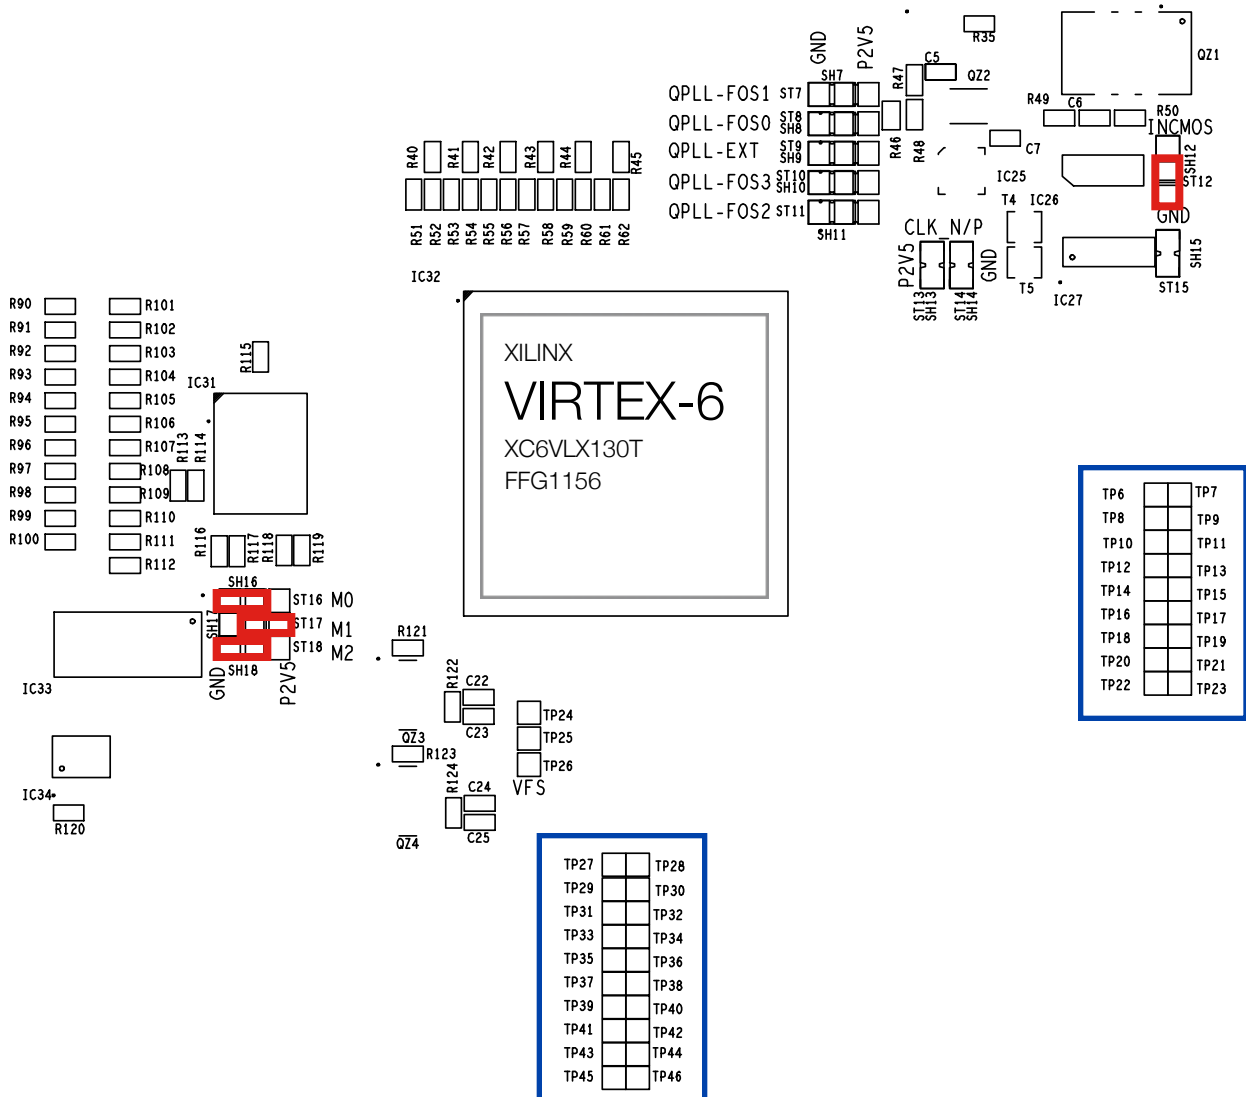 R35
QZ1
GND
P2V5
SH7
R47
C5
QZ2
QPLL-FOS1 ST7
QPLL-FOS0 ST8
SH8
QPLL-EXT ST9
SH9
QPLL-FOS3 ST10
SH10
QPLL-FOS2 ST11
SH11
R46
R48
C7
IC25
R49
C6
R50
INCMOS
SH12
ST12
GND
T4
IC26
T5
IC27
SH15
ST15
CLK_N/P
P2V5
GND
ST13
SH13
ST14
SH14
R40
R41
R42
R43
R44
R45
R51
R52
R53
R54
R55
R56
R57
R58
R59
R60
R61
R62
IC32
XILINX
VIRTEX-6
XC6VLX130T
FFG1156
R90
R91
R92
R93
R94
R95
R96
R97
R98
R99
R100
R101
R102
R103
R104
R105
R106
R107
R108
R109
R110
R111
R112
R115
IC31
R113
R114
R116
R117
R118
R119
SH16
ST16 M0
SH17
ST17 M1
ST18 M2
SH18
GND
P2V5
IC33
IC34
R120
R121
R122
C22
C23
QZ3
R123
R124
C24
C25
QZ4
TP24
TP25
TP26
VFS
TP6 TP7
TP8 TP9
TP10 TP11
TP12 TP13
TP14 TP15
TP16 TP17
TP18 TP19
TP20 TP21
TP22 TP23
TP27 TP28
TP29 TP30
TP31 TP32
TP33 TP34
TP35 TP36
TP37 TP38
TP39 TP40
TP41 TP42
TP43 TP44
TP45 TP46